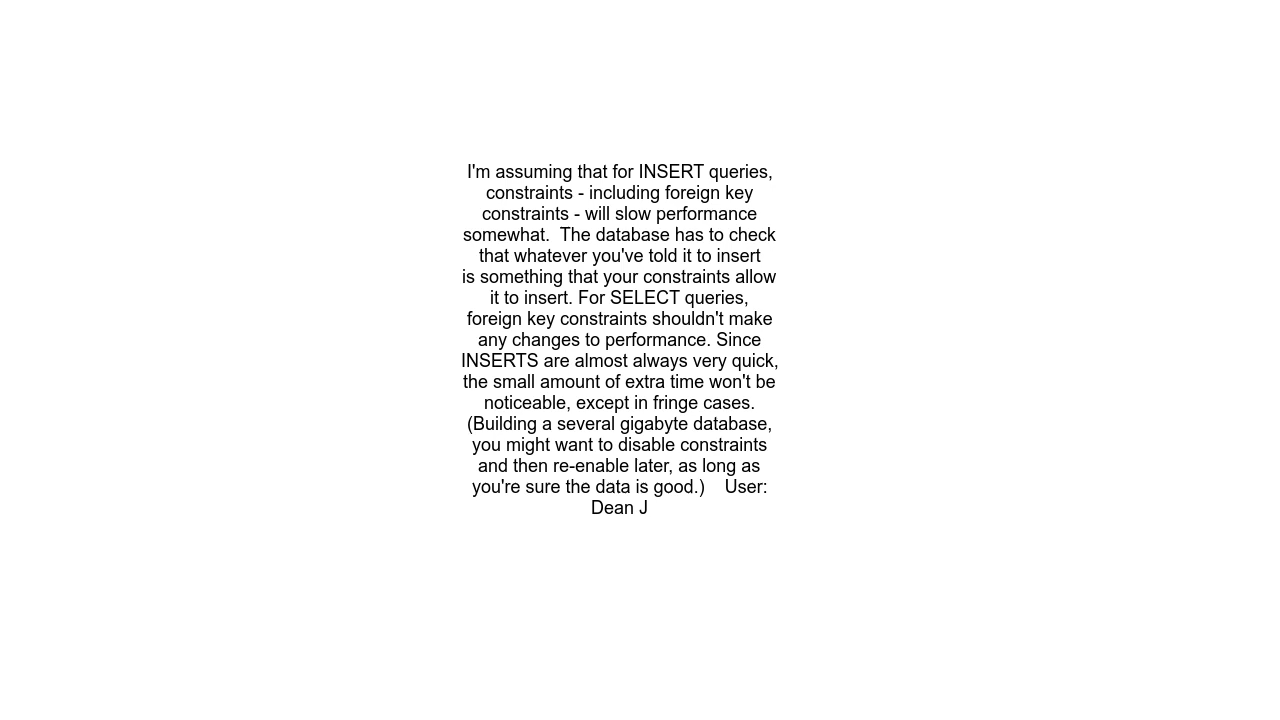 I'm assuming that for INSERT queries,
constraints - including foreign key
constraints - will slow performance
somewhat.  The database has to check
that whatever you've told it to insert
is something that your constraints allow
it to insert. For SELECT queries,
foreign key constraints shouldn't make
any changes to performance. Since
INSERTS are almost always very quick,
the small amount of extra time won't be
noticeable, except in fringe cases.
(Building a several gigabyte database,
you might want to disable constraints
and then re-enable later, as long as
you're sure the data is good.)    User:
Dean J